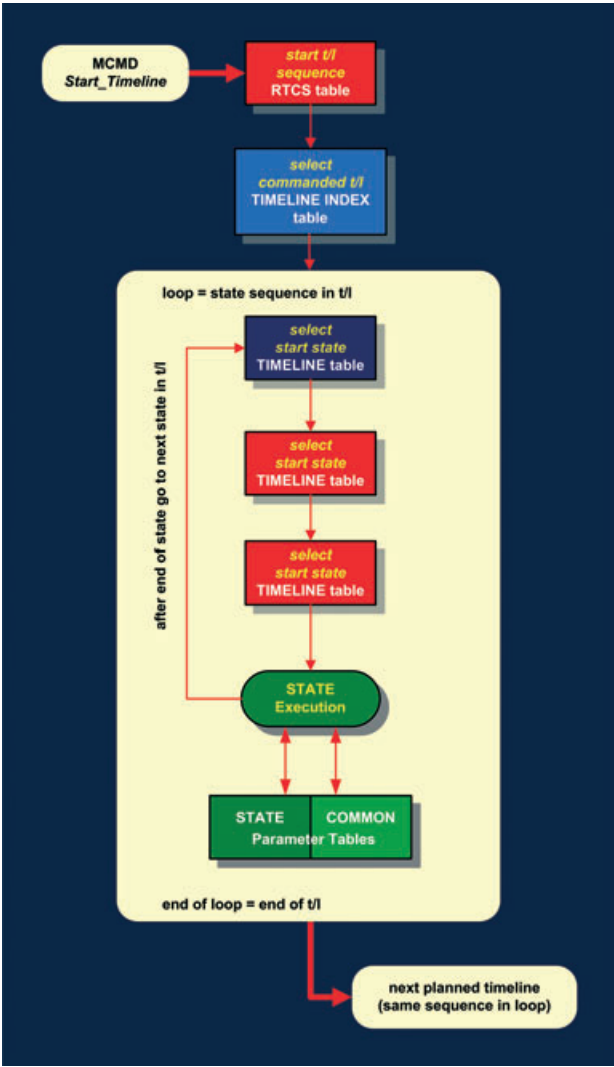 MCMD
Start_Timeline
start t/l
sequence
RTCS table
select
commanded t/l
TIMELINE INDEX
table
loop = state sequence in t/l
after end of state go to next state in t/l
select
start state
TIMELINE table
select
start state
TIMELINE table
select
start state
TIMELINE table
STATE
Execution
STATE COMMON
Parameter Tables
end of loop = end of t/l
next planned timeline
(same sequence in loop)